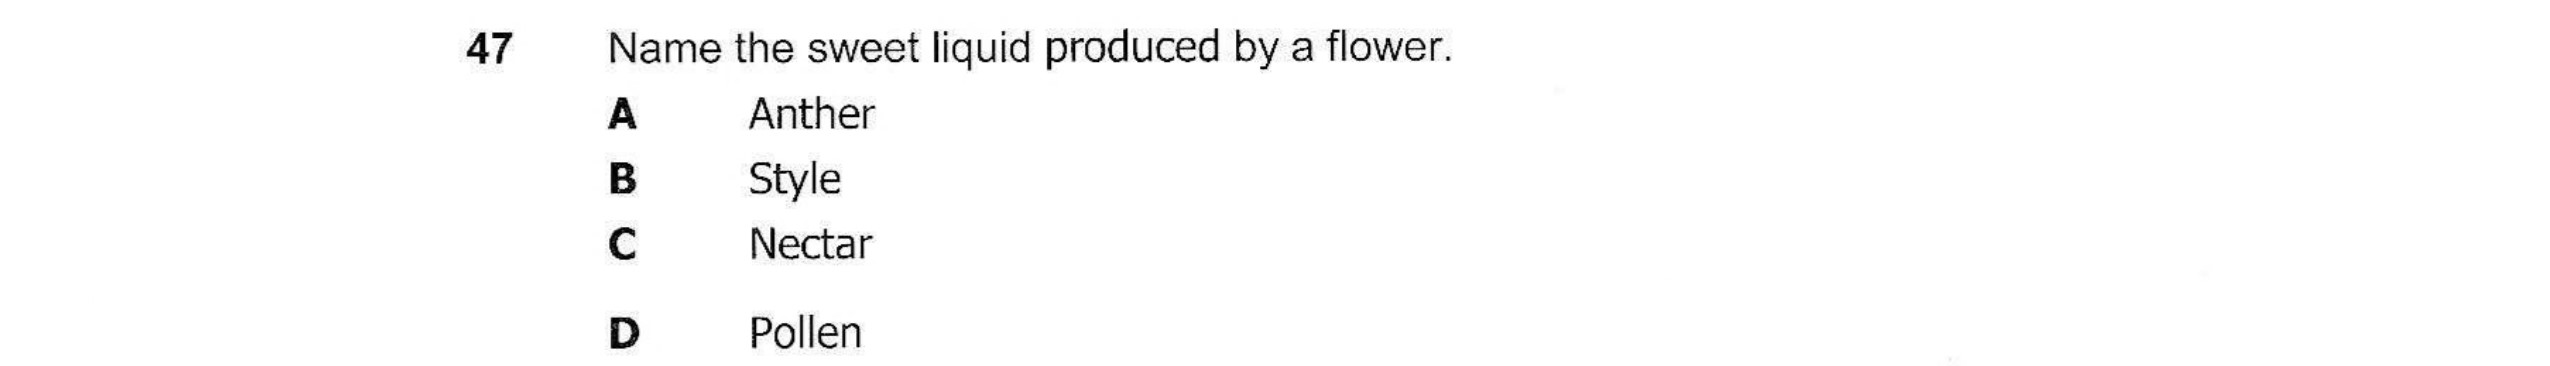 47 Name the sweet liquid produced by a flower.
A Anther
B Style
C Nectar
D Pollen